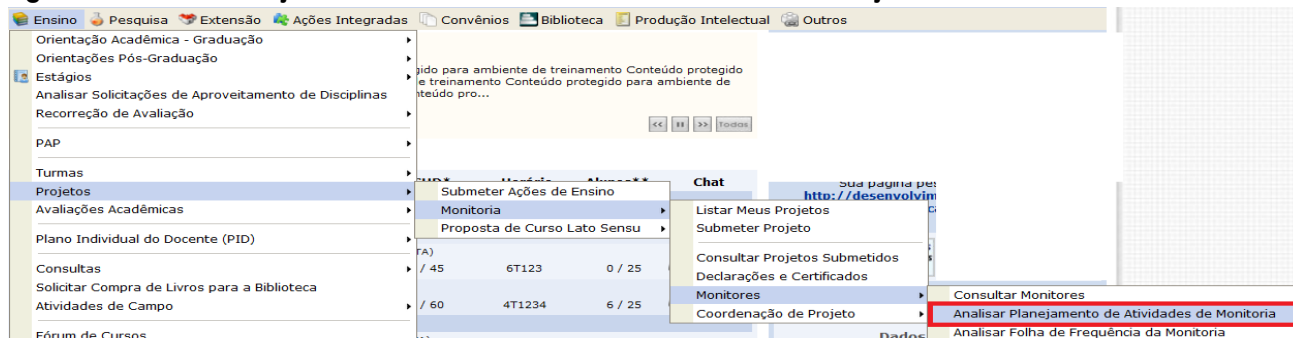 Ensino Pesquisa Extensão Ações Integradas Convênios Biblioteca Produção Intelectual Outros
Orientação Acadêmica - Graduação
Orientações Pós-Graduação
Estágios
Analisar Solicitações de Aproveitamento de Disciplinas
Recorreção de Avaliação
PAP
Turmas
Projetos
Avaliações Acadêmicas
Plano Individual do Docente (PID)
Consultas
Solicitar Compra de Livros para a Biblioteca
Atividades de Campo
Fórum de Cursos
para ambiente de treinamento Conteúdo protegido
e treinamento Conteúdo protegido para ambiente de
pro...
<< >> Todas
Chat
Submeter Ações de Ensino
Monitoria
Proposta de Curso Lato Sensu
/ 45 6T123 0 / 25
/ 60 4T1234 6 / 25
Sua página
http://desenvolvim
Listar Meus Projetos
Submeter Projeto
Consultar Projetos Submetidos
Declarações e Certificados
Monitores
Coordenação de Projeto
Dados
Consultar Monitores
Analisar Planejamento de Atividades de Monitoria
Analisar Folha de Frequência da Monitoria